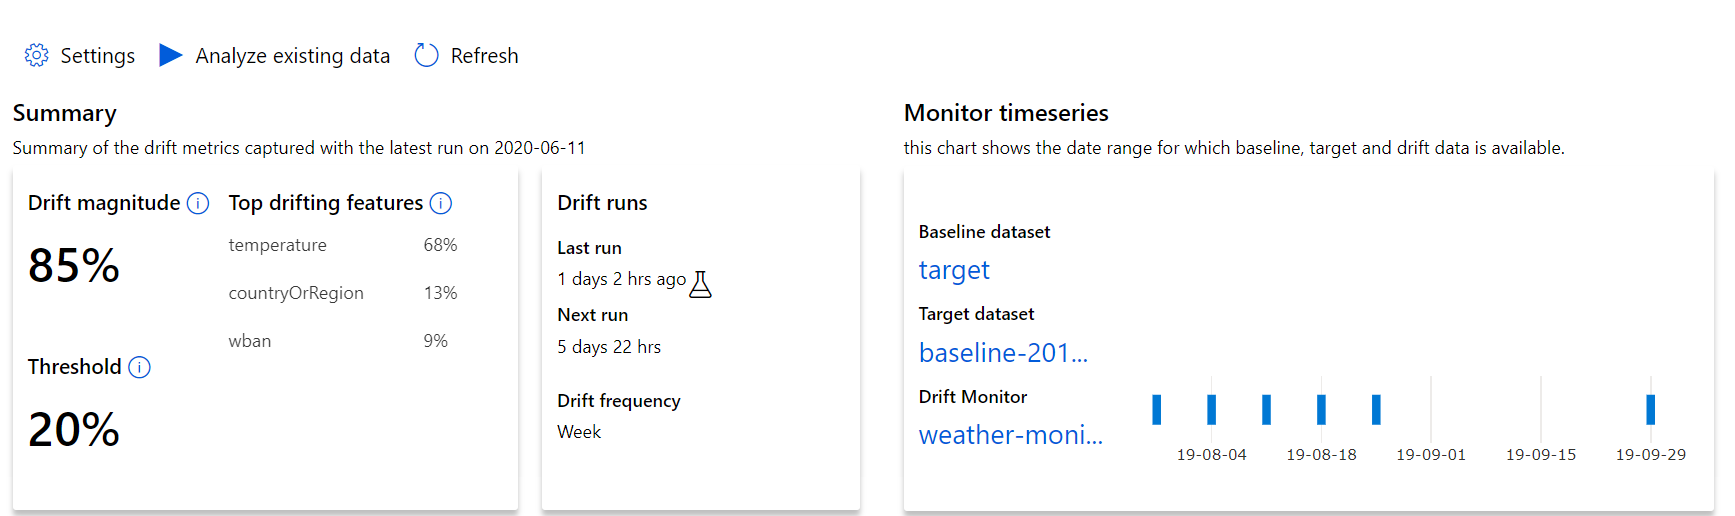 Settings Analyze existing data Refresh
Summary
Summary of the drift metrics captured with the latest run on 2020-06-11
Drift magnitude
85%
Threshold
20%
Top drifting features
temperature 68%
countryOrRegion 13%
wban 9%
Drift runs
Last run
1 days 2 hrs ago
Next run
5 days 22 hrs
Drift frequency
Week
Monitor timeseries
this chart shows the date range for which baseline, target and drift data is available.
Baseline dataset
target
Target dataset
baseline-201...
Drift Monitor
weather-moni...
19-08-04 19-08-18 19-09-01 19-09-15 19-09-29